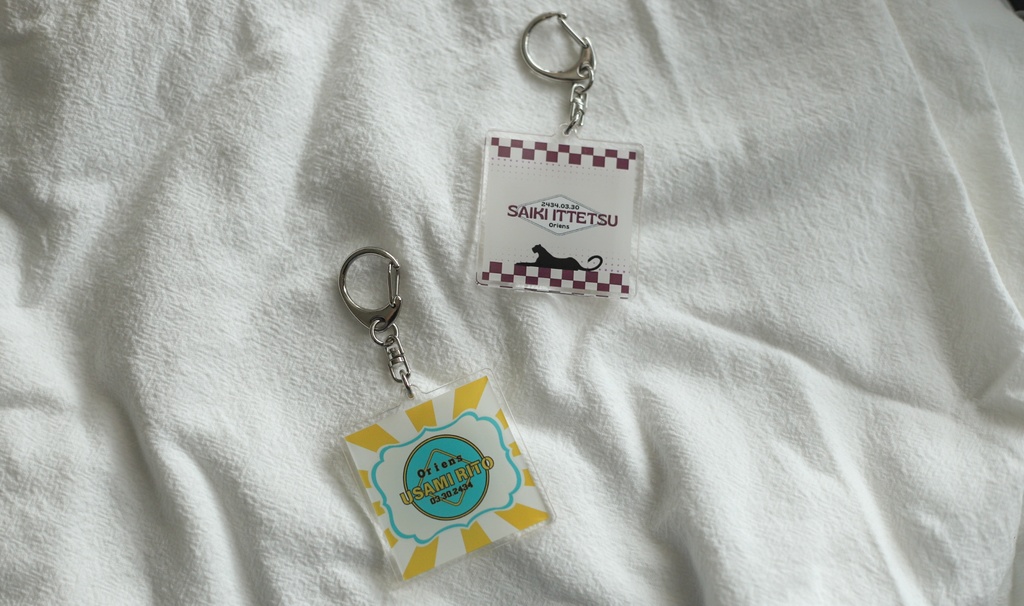 2434.03.30
SAIKI ITTETSU
Oriens
Oriens
USAMI RITO
03.30.2434